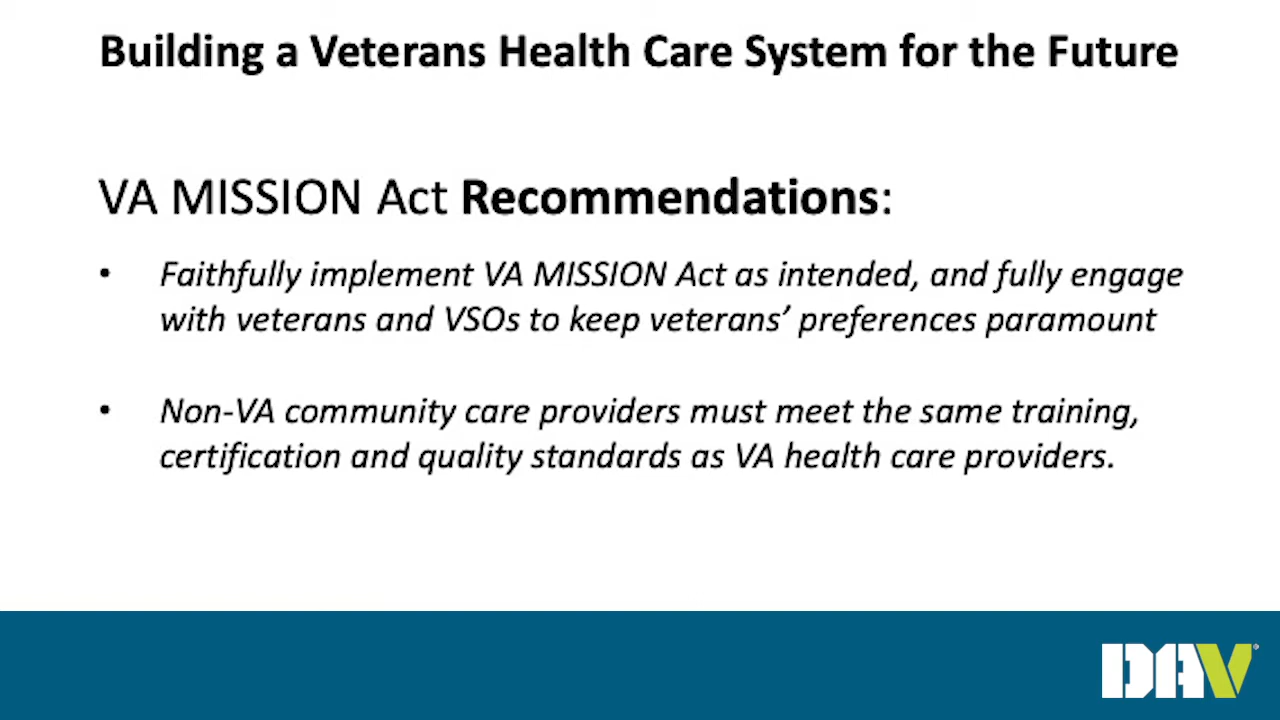 Building a Veterans Health Care System for the Future
VA MISSION Act Recommendations:
• Faithfully implement VA MISSION Act as intended, and fully engage
with veterans and VSOs to keep veterans’ preferences paramount
• Non-VA community care providers must meet the same training,
certification and quality standards as VA health care providers.
DAV®